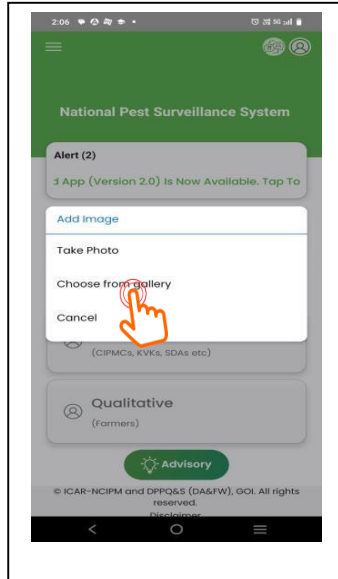 2:06
5G
National Pest Surveillance System
Alert (2)
d App (Version 2.0) Is Now Available. Tap To
Add Image
Take Photo
Choose from gallery
Cancel
(CIPMCs, KVKs, SDAs etc)
Qualitative
(Farmers)
Advisory
© ICAR-NCIPM and DPPQ&S (DA&FW), GOI. All rights
reserved.
Disclaimer